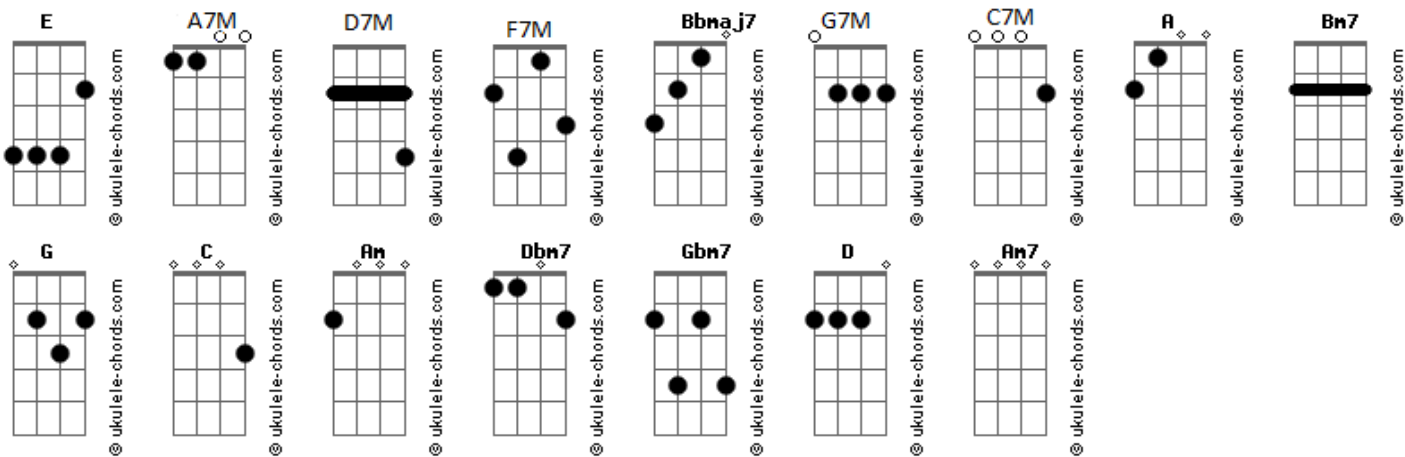 E A7M D7M F7M Bbmaj7 G7M C7M A Bm7
© ukulele-chords.com © ukulele-chords.com © ukulele-chords.com © ukulele-chords.com © ukulele-chords.com © ukulele-chords.com © ukulele-chords.com © ukulele-chords.com © ukulele-chords.com
G C Am Dbm7 Gbm7 D Am7
© ukulele-chords.com © ukulele-chords.com © ukulele-chords.com © ukulele-chords.com © ukulele-chords.com © ukulele-chords.com © ukulele-chords.com